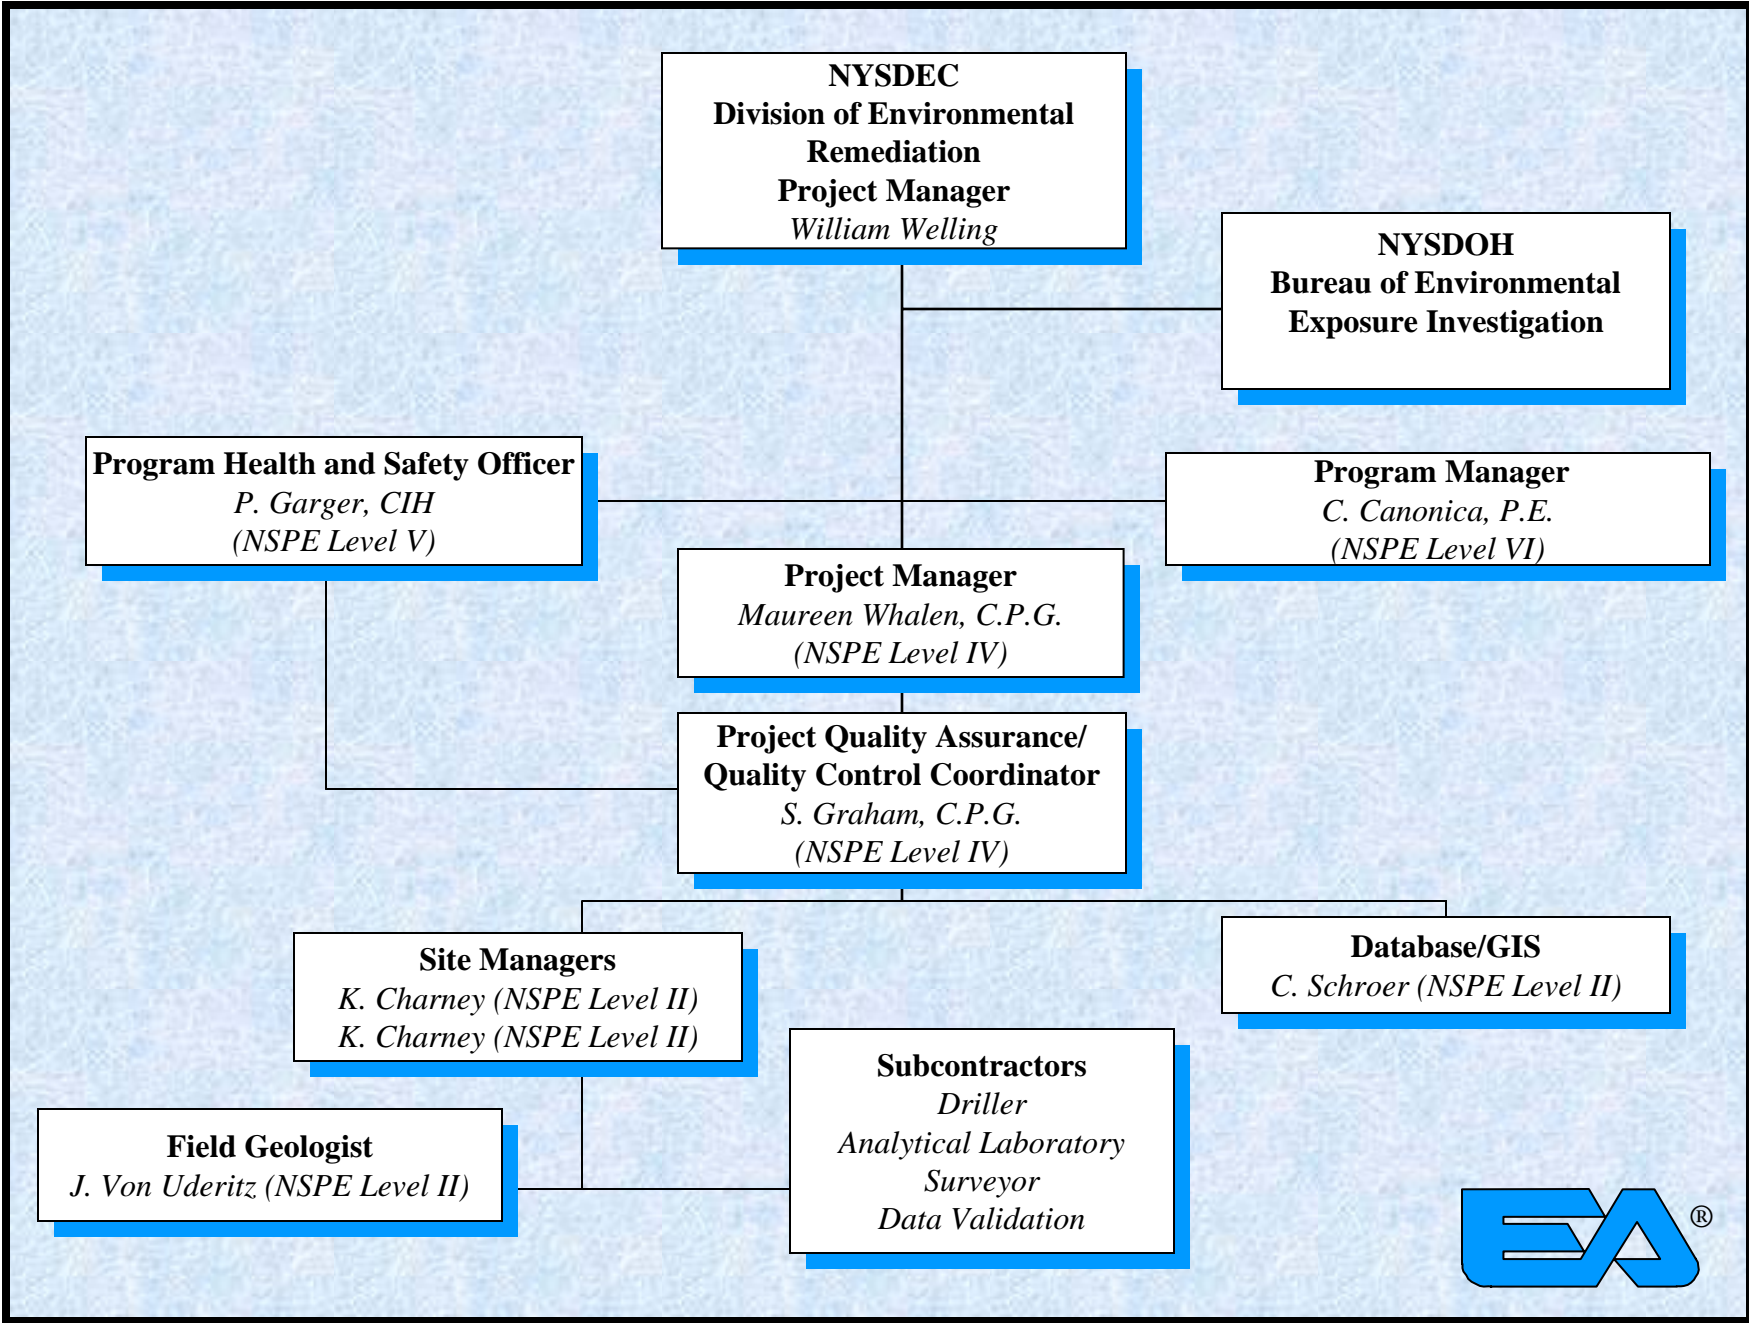 NYSDEC
Division of Environmental
Remediation
Project Manager
William Welling
NYSDOH
Bureau of Environmental
Exposure Investigation
Program Health and Safety Officer
P. Garger, CIH
(NSPE Level V)
Program Manager
C. Canonica, P.E.
(NSPE Level VI)
Project Manager
Maureen Whalen, C.P.G.
(NSPE Level IV)
Project Quality Assurance/
Quality Control Coordinator
S. Graham, C.P.G.
(NSPE Level IV)
Site Managers
K. Charney (NSPE Level II)
K. Charney (NSPE Level II)
Database/GIS
C. Schroer (NSPE Level II)
Subcontractors
Driller
Analytical Laboratory
Surveyor
Data Validation
Field Geologist
J. Von Uderitz (NSPE Level II)
EA®